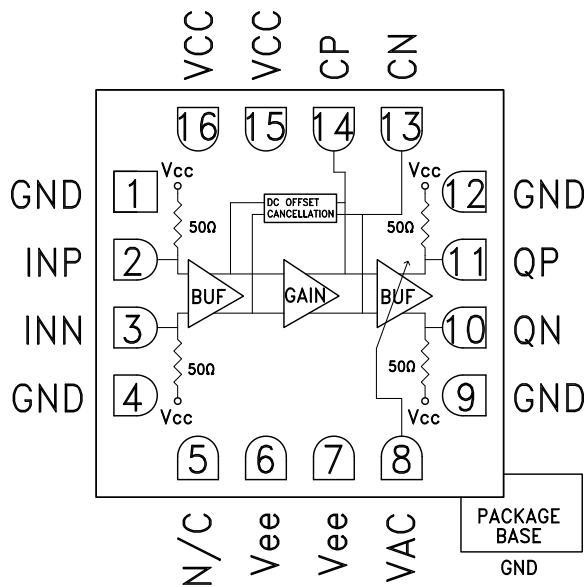 VCC
VCC
CP
CN
16
15
14
13
GND
1
Vcc
DC OFFSET
CANCELLATION
Vcc
12
GND
50Ω
50Ω
INP
2
11
QP
BUF
GAIN
BUF
INN
3
10
QN
50Ω
50Ω
GND
4
Vcc
Vcc
9
GND
5
6
7
8
N/C
Vee
Vee
VAC
PACKAGE
BASE
GND